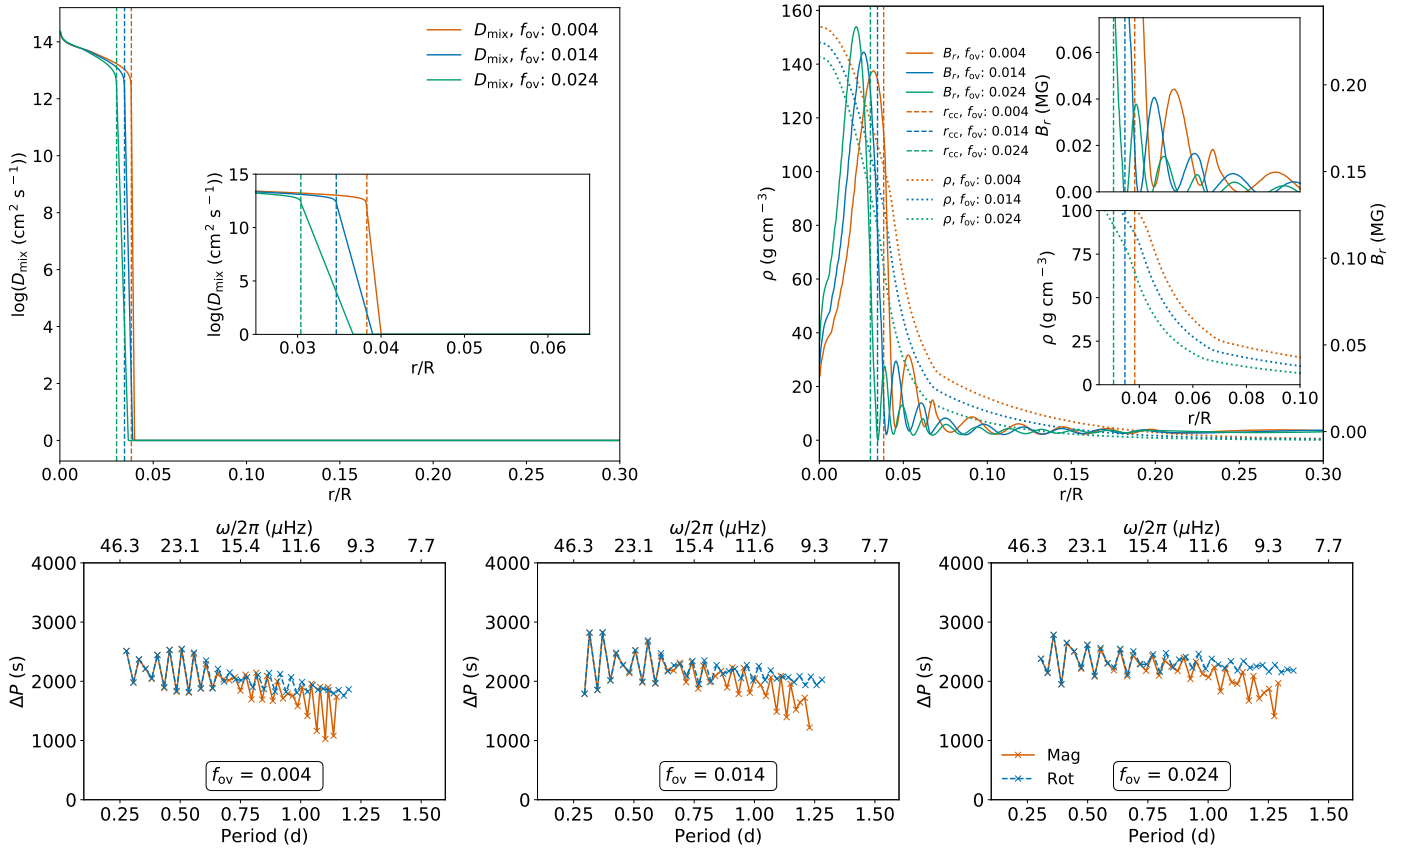 14
12
10
8
6
4
2
0
log(D_mix (cm² s⁻¹))
D_mix, f_ov: 0.004
D_mix, f_ov: 0.014
D_mix, f_ov: 0.024
15
10
5
0
log(D_mix (cm² s⁻¹))
0.03 0.04 0.05 0.06
r/R
0.00 0.05 0.10 0.15 0.20 0.25 0.30
r/R
160
140
120
100
80
60
40
20
0
ρ (g cm⁻³)
B_r, f_ov: 0.004
B_r, f_ov: 0.014
B_r, f_ov: 0.024
r_cc, f_ov: 0.004
r_cc, f_ov: 0.014
r_cc, f_ov: 0.024
ρ, f_ov: 0.004
ρ, f_ov: 0.014
ρ, f_ov: 0.024
0.06
0.04
0.02
0.00
B_r (MG)
100
75
50
25
0
ρ (g cm⁻³)
0.04 0.06 0.08 0.10
r/R
0.20
0.15
0.10
0.05
0.00
B_r (MG)
0.00 0.05 0.10 0.15 0.20 0.25 0.30
r/R
ω/2π (μHz)
46.3 23.1 15.4 11.6 9.3 7.7
4000
3000
2000
1000
0
ΔP (s)
f_ov = 0.004
0.25 0.50 0.75 1.00 1.25 1.50
Period (d)
ω/2π (μHz)
46.3 23.1 15.4 11.6 9.3 7.7
4000
3000
2000
1000
0
ΔP (s)
f_ov = 0.014
0.25 0.50 0.75 1.00 1.25 1.50
Period (d)
ω/2π (μHz)
46.3 23.1 15.4 11.6 9.3 7.7
4000
3000
2000
1000
0
ΔP (s)
Mag
Rot
f_ov = 0.024
0.25 0.50 0.75 1.00 1.25 1.50
Period (d)